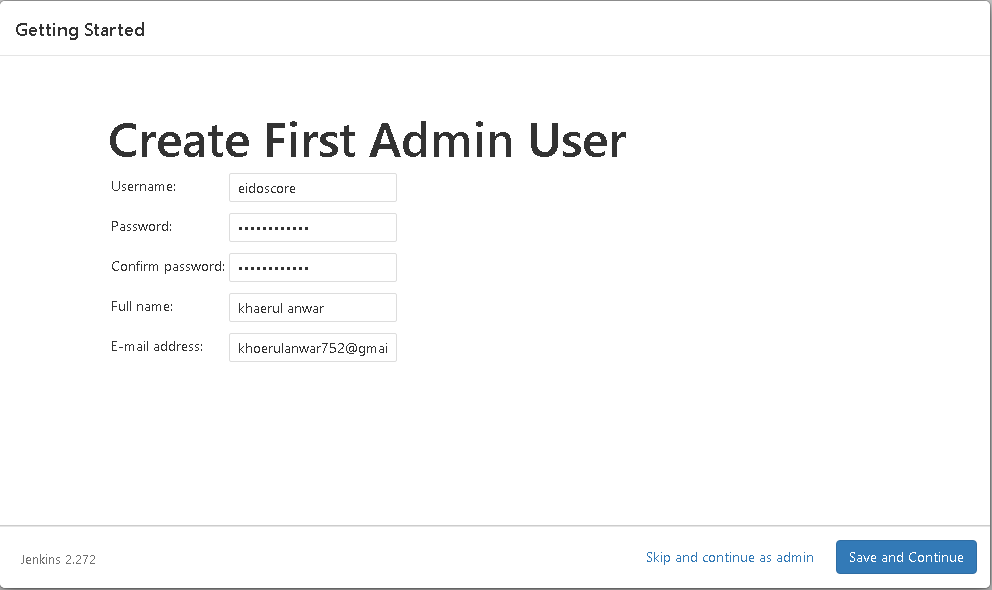 Getting Started
Create First Admin User
Username: eidoscore
Password: ••••••••••••
Confirm password: ••••••••••••
Full name: khaerul anwar
E-mail address: khoerulanwar752@gmai
Jenkins 2.272 Skip and continue as admin Save and Continue